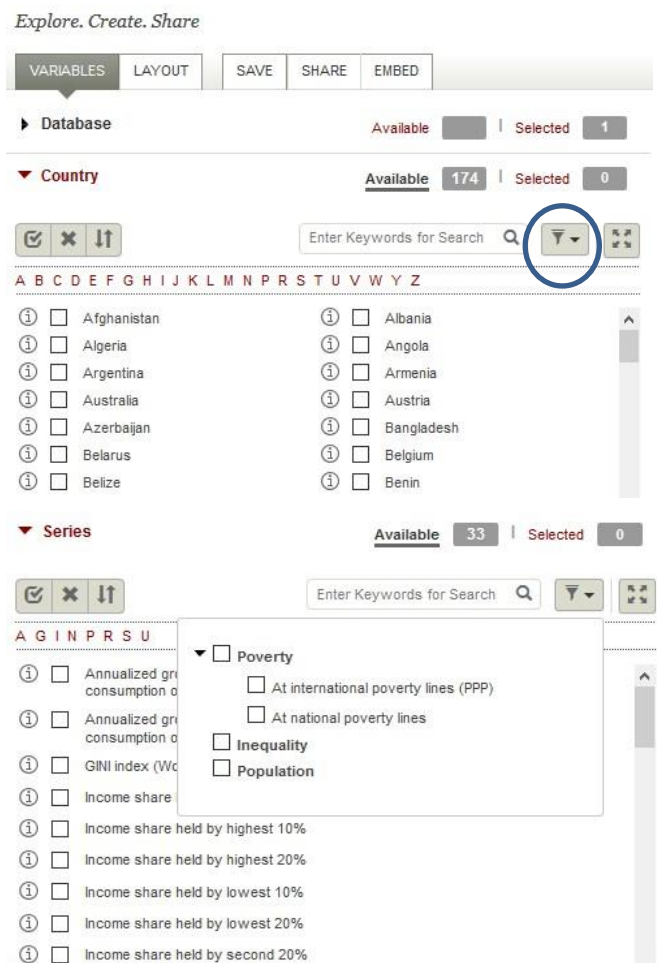 Explore. Create. Share
VARIABLES LAYOUT SAVE SHARE EMBED
Database Available | Selected 1
Country Available 174 | Selected 0
Enter Keywords for Search
A B C D E F G H I J K L M N P R S T U V W Y Z
Afghanistan Albania
Algeria Angola
Argentina Armenia
Australia Austria
Azerbaijan Bangladesh
Belarus Belgium
Belize Benin
Series Available 33 | Selected 0
Enter Keywords for Search
A G I N P R S U
Poverty
At international poverty lines (PPP)
At national poverty lines
Inequality
Population
Annualized
consumption
Annualized
consumption
GINI index
Income share
Income share held by highest 10%
Income share held by highest 20%
Income share held by lowest 10%
Income share held by lowest 20%
Income share held by second 20%